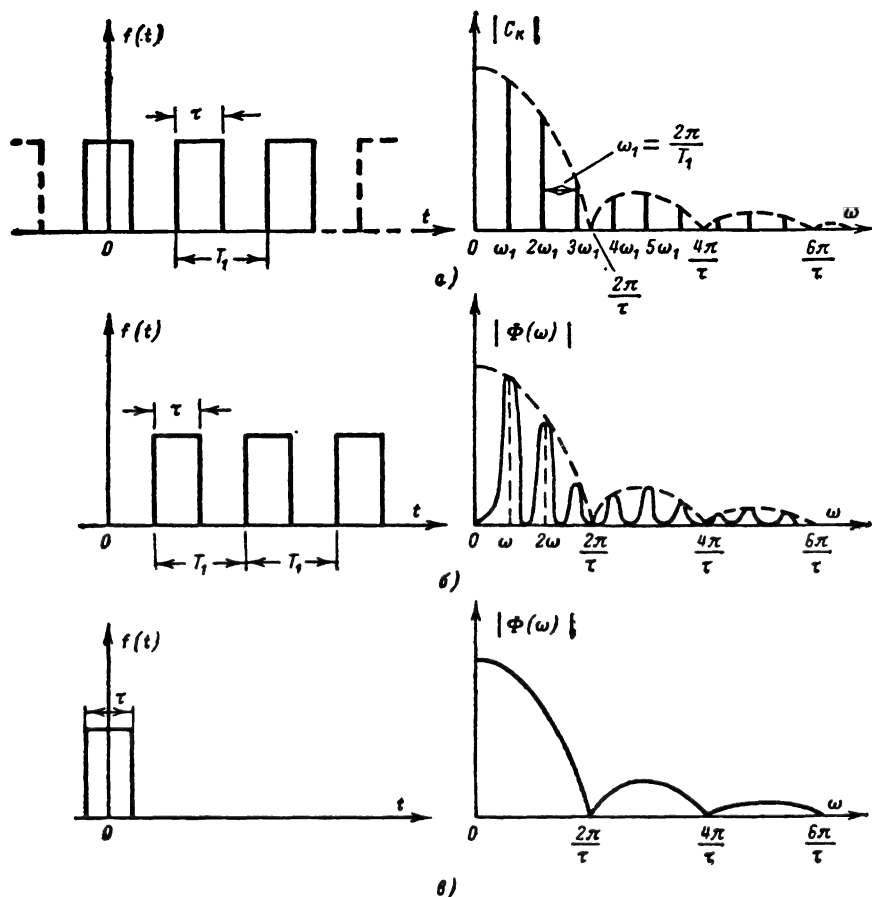 f(t)
τ
T₁
0
t
|C_K|
ω₁ = 2π/T₁
0 ω₁ 2ω₁ 3ω₁ 4ω₁ 5ω₁ 4π/τ 6π/τ
ω
2π/τ
а)
f(t)
τ
T₁ T₁
0
t
|Φ(ω)|
0 ω 2ω 2π/τ 4π/τ 6π/τ
ω
б)
f(t)
τ
0
t
|Φ(ω)|
0 2π/τ 4π/τ 6π/τ
ω
в)